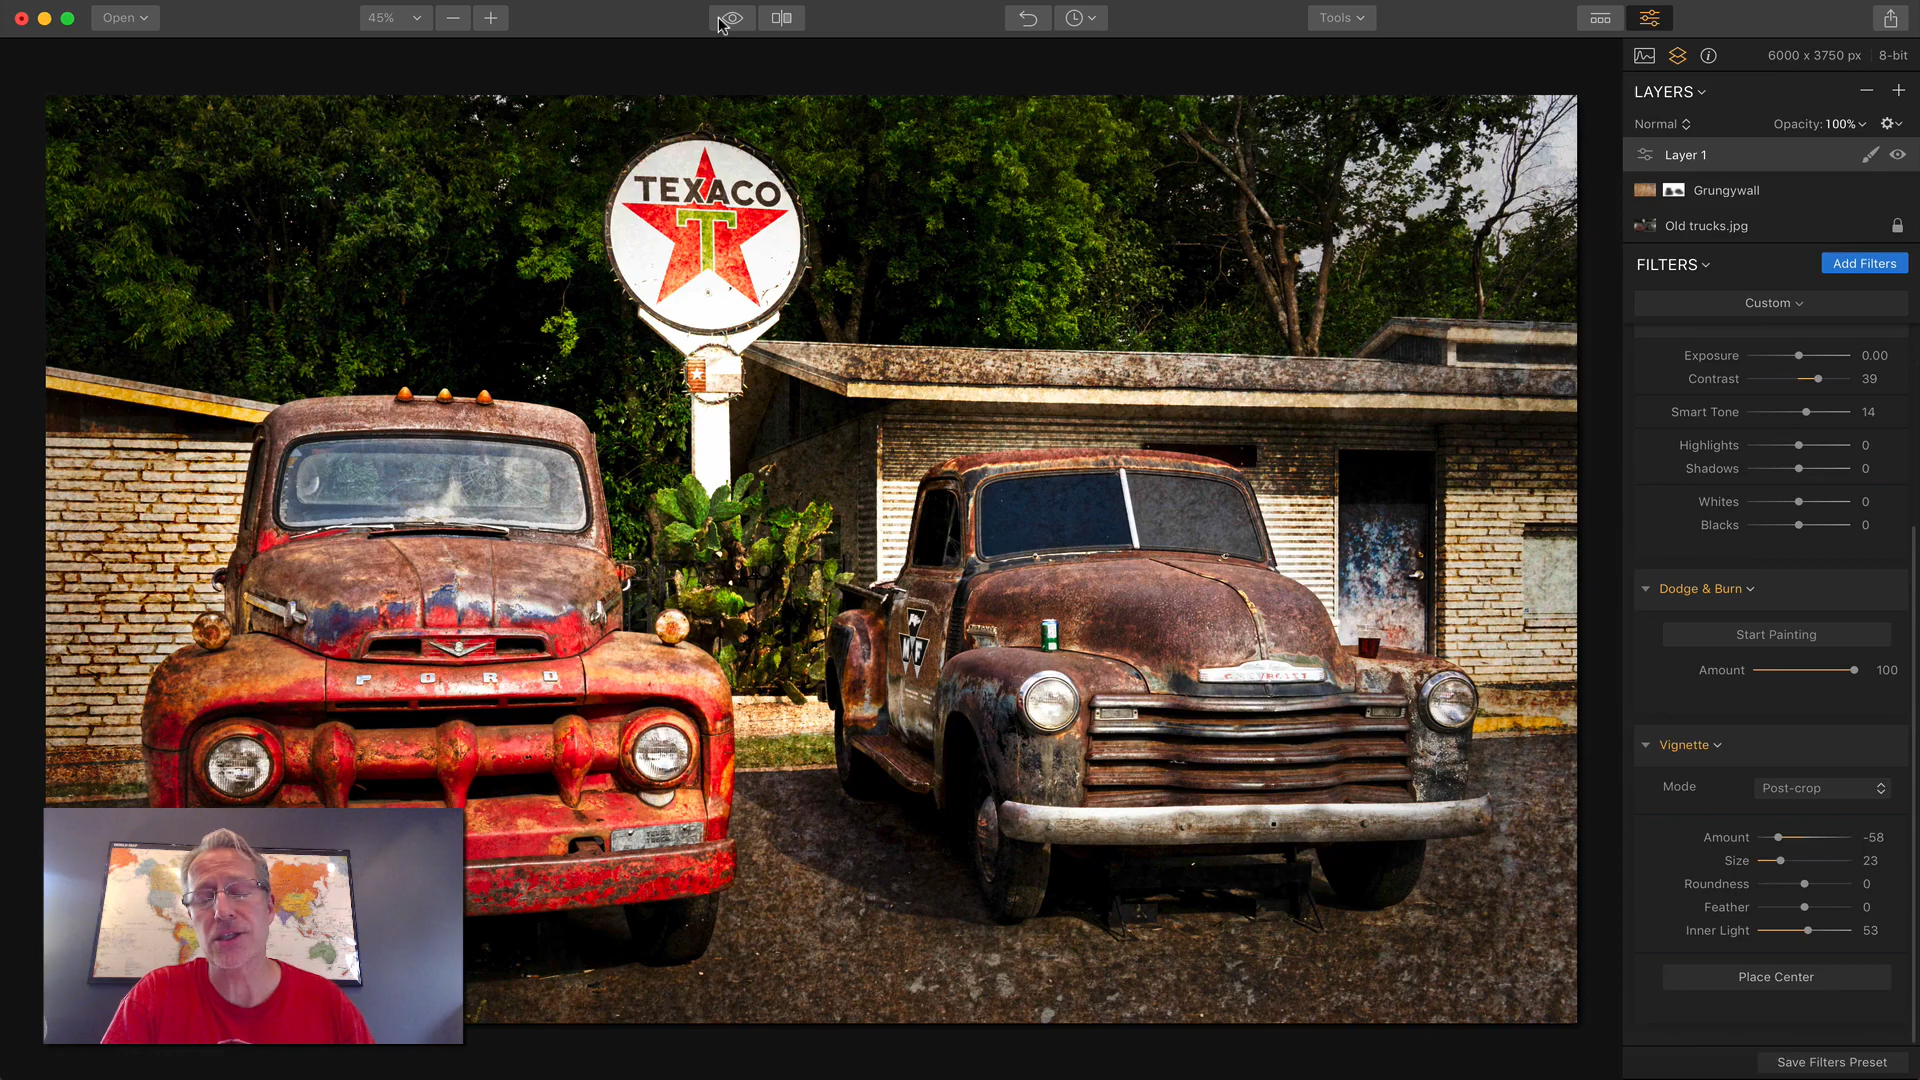 Open
45%
Tools
6000 x 3750 px
8-bit
LAYERS
Normal
Opacity: 100%
Layer 1
Grungywall
Old trucks.jpg
FILTERS
Add Filters
Custom
Exposure 0.00
Contrast 39
Smart Tone 14
Highlights 0
Shadows 0
Whites 0
Blacks 0
Dodge & Burn
Start Painting
Amount 100
Vignette
Mode Post-crop
Amount -58
Size 23
Roundness 0
Feather 0
Inner Light 53
Place Center
Save Filters Preset
TEXACO
T
FORD
CHEVROLET
WORLD MAP